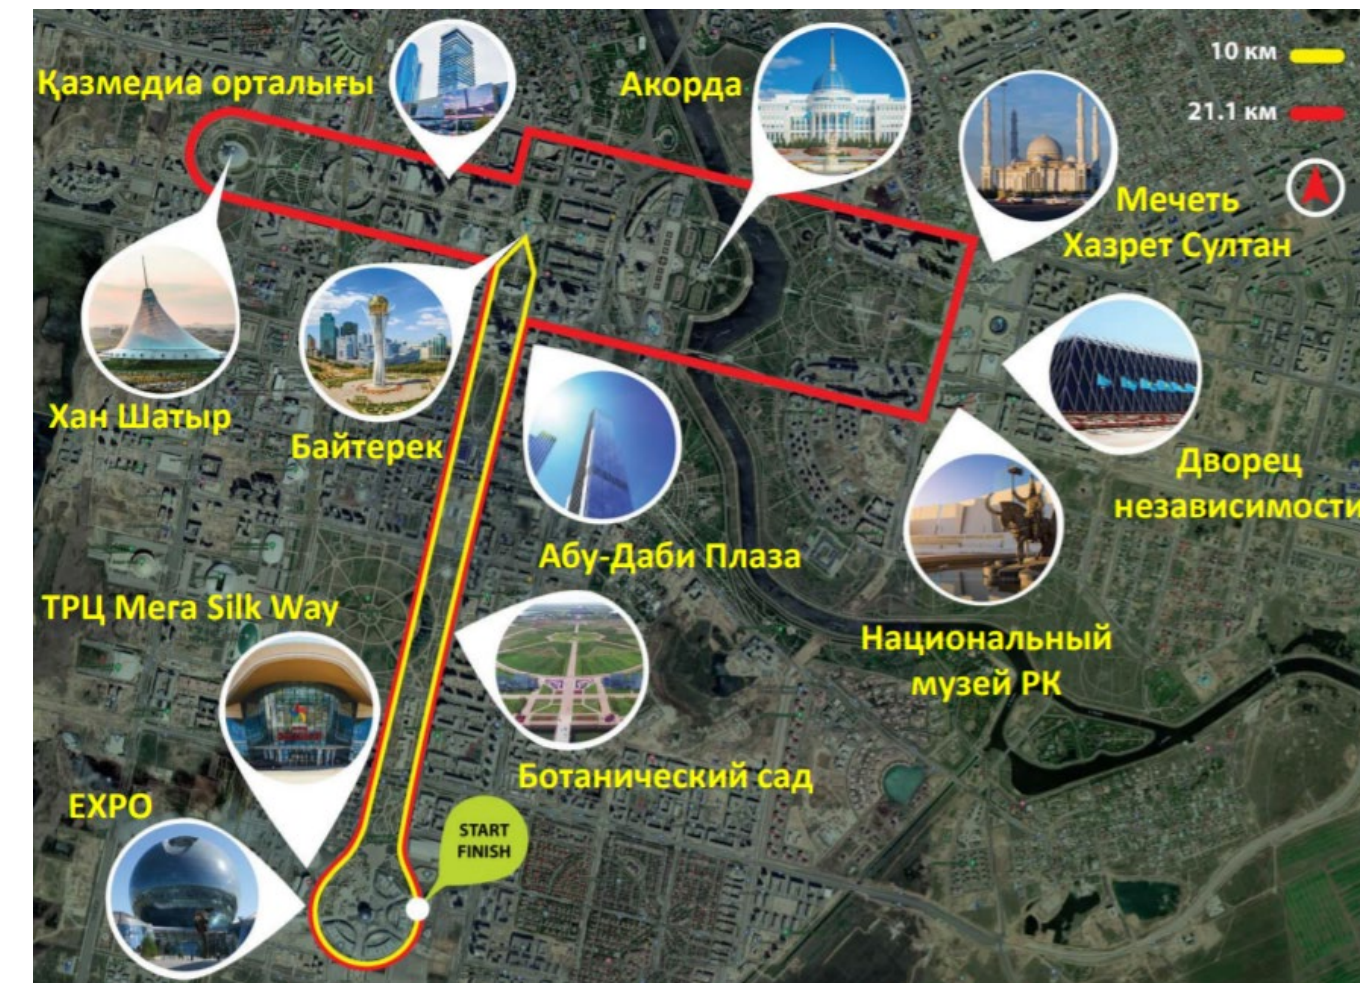 10 км
Қазмедиа орталығы
Акорда
21.1 км
Мечеть
Хазрет Султан
Хан Шатыр
Байтерек
Дворец
независимости
Абу-Даби Плаза
ТРЦ Мега Silk Way
Национальный
музей РК
Ботанический сад
EXPO
START
FINISH